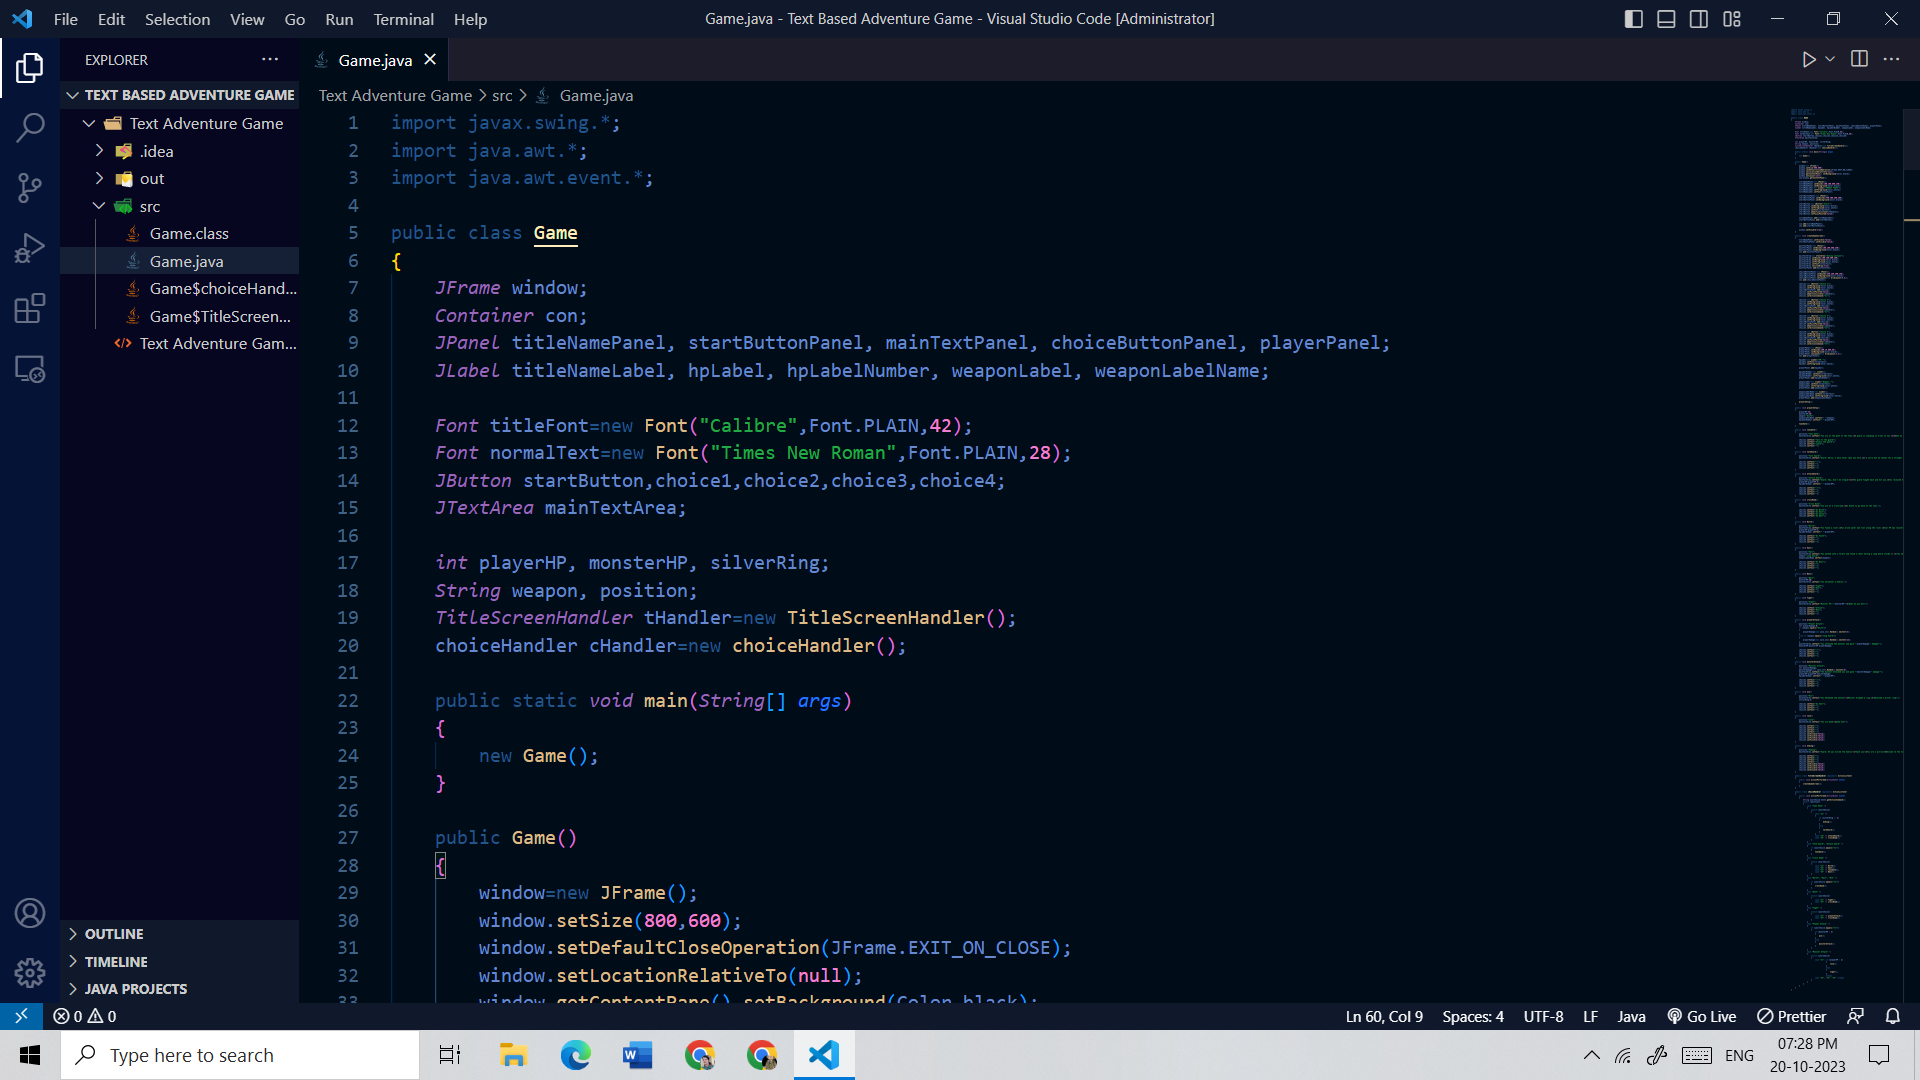 File Edit Selection View Go Run Terminal Help
Game.java - Text Based Adventure Game - Visual Studio Code [Administrator]
EXPLORER
Game.java
TEXT BASED ADVENTURE GAME
Text Adventure Game
.idea
out
src
Game.class
Game.java
Game$choiceHand...
Game$TitleScreen...
Text Adventure Gam...
OUTLINE
TIMELINE
JAVA PROJECTS
Text Adventure Game > src > Game.java
1 import javax.swing.*;
2 import java.awt.*;
3 import java.awt.event.*;
4
5 public class Game
6 {
7 JFrame window;
8 Container con;
9 JPanel titleNamePanel, startButtonPanel, mainTextPanel, choiceButtonPanel, playerPanel;
10 JLabel titleNameLabel, hpLabel, hpLabelNumber, weaponLabel, weaponLabelName;
11
12 Font titleFont=new Font("Calibre",Font.PLAIN,42);
13 Font normalText=new Font("Times New Roman",Font.PLAIN,28);
14 JButton startButton,choice1,choice2,choice3,choice4;
15 JTextArea mainTextArea;
16
17 int playerHP, monsterHP, silverRing;
18 String weapon, position;
19 TitleScreenHandler tHandler=new TitleScreenHandler();
20 choiceHandler cHandler=new choiceHandler();
21
22 public static void main(String[] args)
23 {
24 new Game();
25 }
26
27 public Game()
28 {
29 window=new JFrame();
30 window.setSize(800,600);
31 window.setDefaultCloseOperation(JFrame.EXIT_ON_CLOSE);
32 window.setLocationRelativeTo(null);
33 window.getContentPane().setBackground(Color.black);
0 0
Ln 60, Col 9 Spaces: 4 UTF-8 LF Java Go Live Prettier
Type here to search
ENG
07:28 PM
20-10-2023